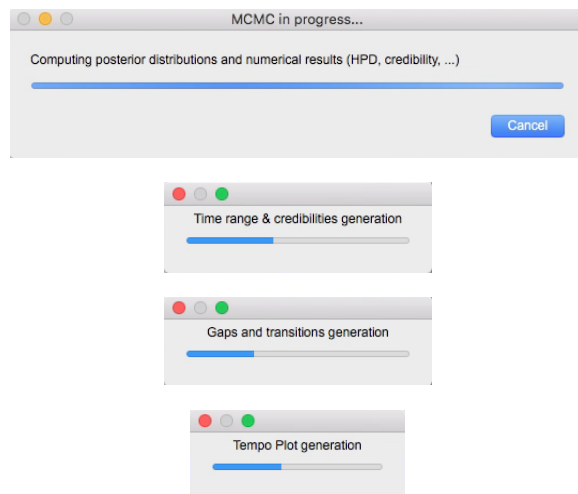 MCMC in progress...
Computing posterior distributions and numerical results (HPD, credibility, ...)
Cancel
Time range & credibilities generation
Gaps and transitions generation
Tempo Plot generation